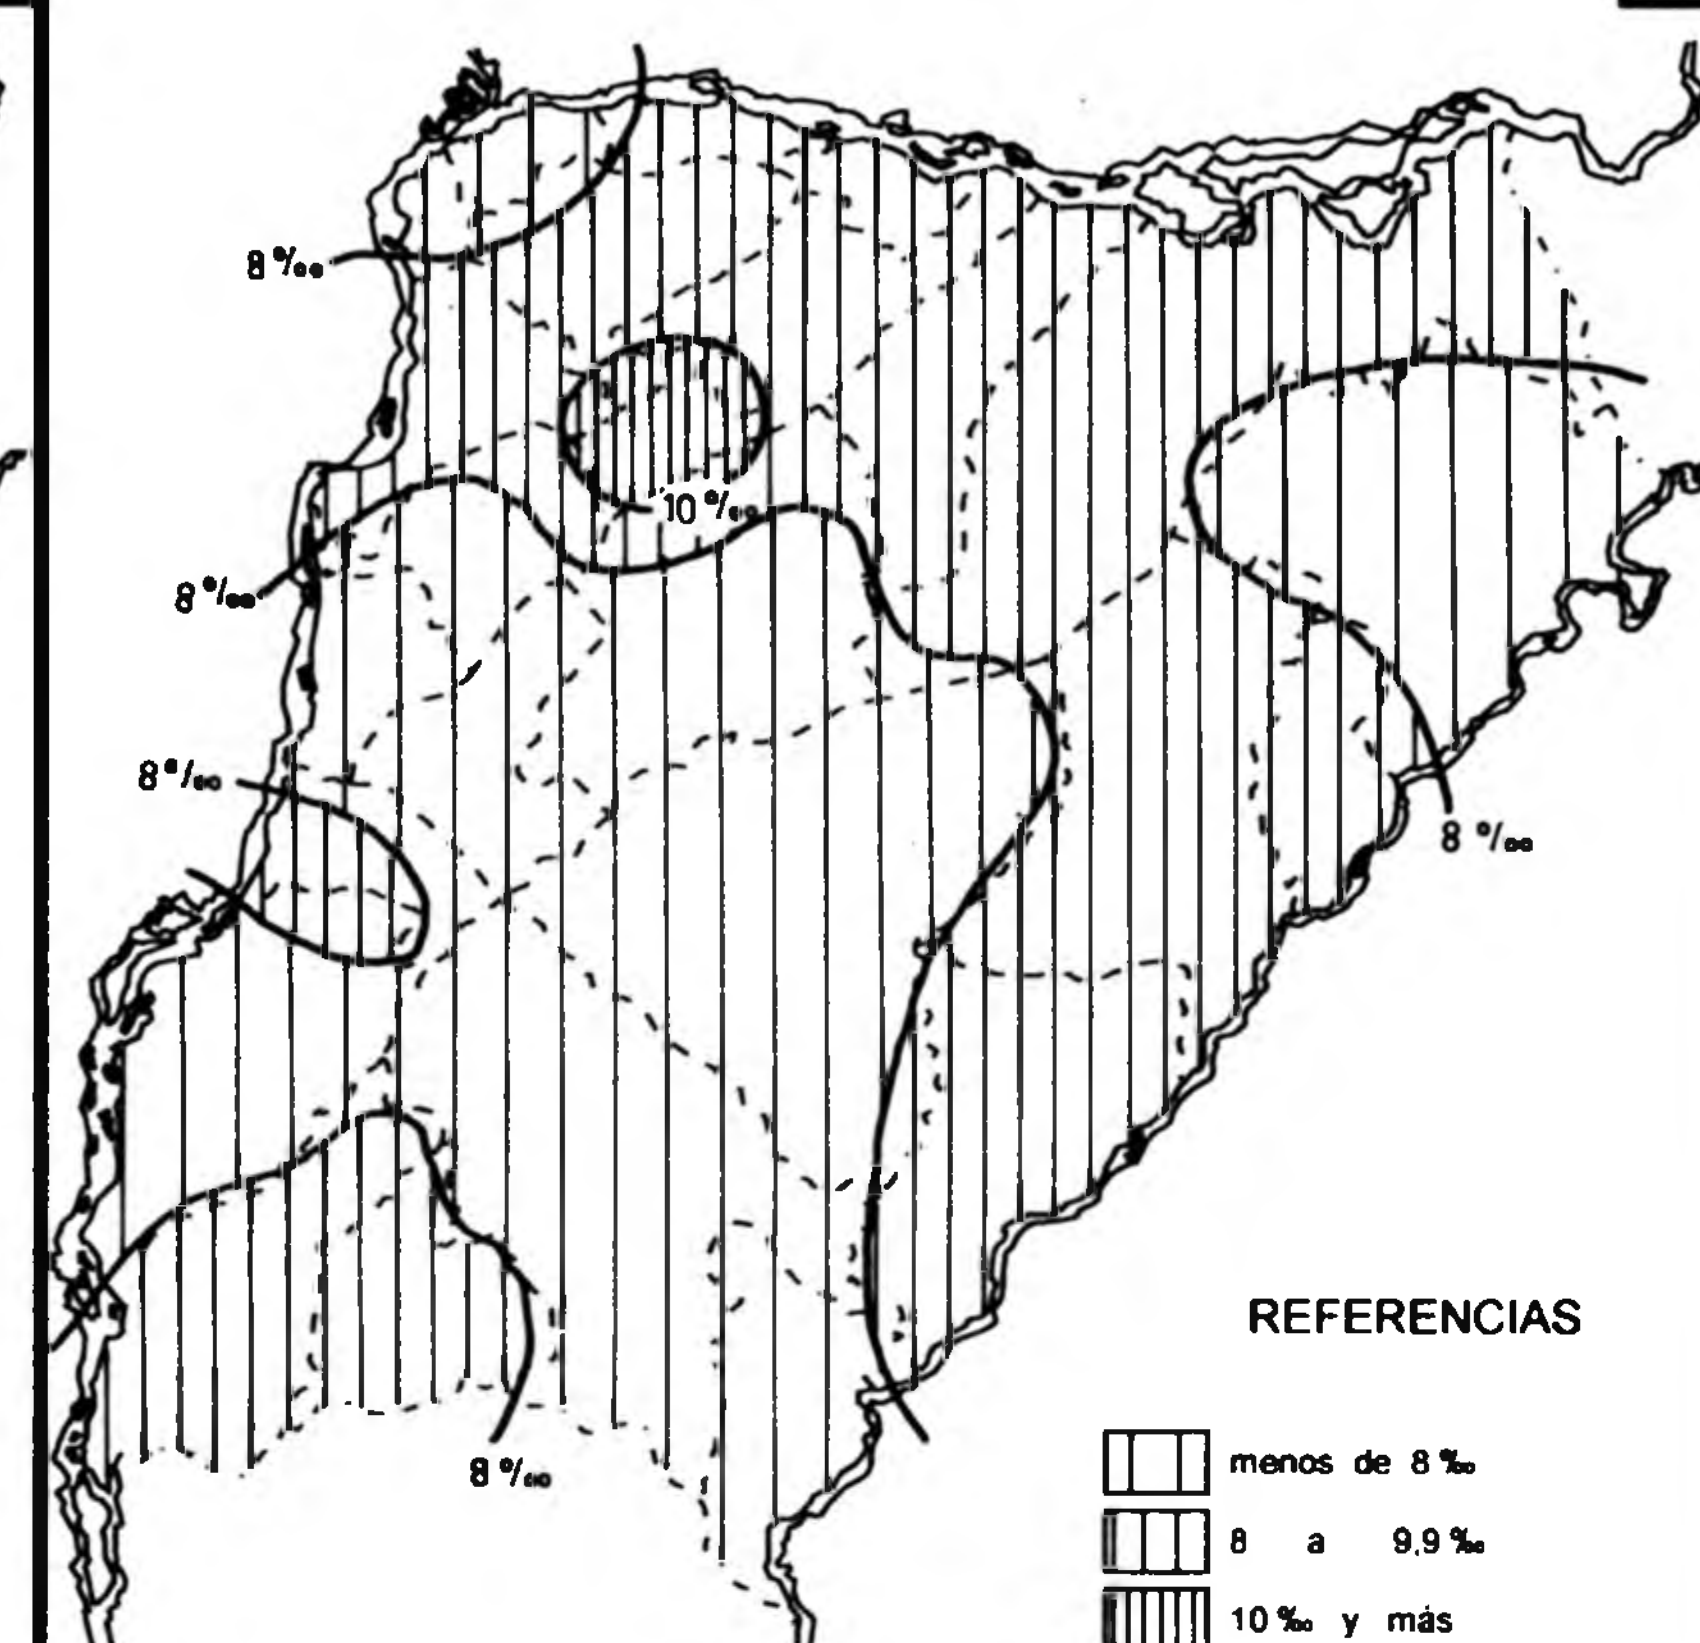 8 ‰
10 ‰
8 ‰
8 ‰
8 ‰
8 ‰
REFERENCIAS
menos de 8 ‰
8 a 9,9 ‰
10 ‰ y más